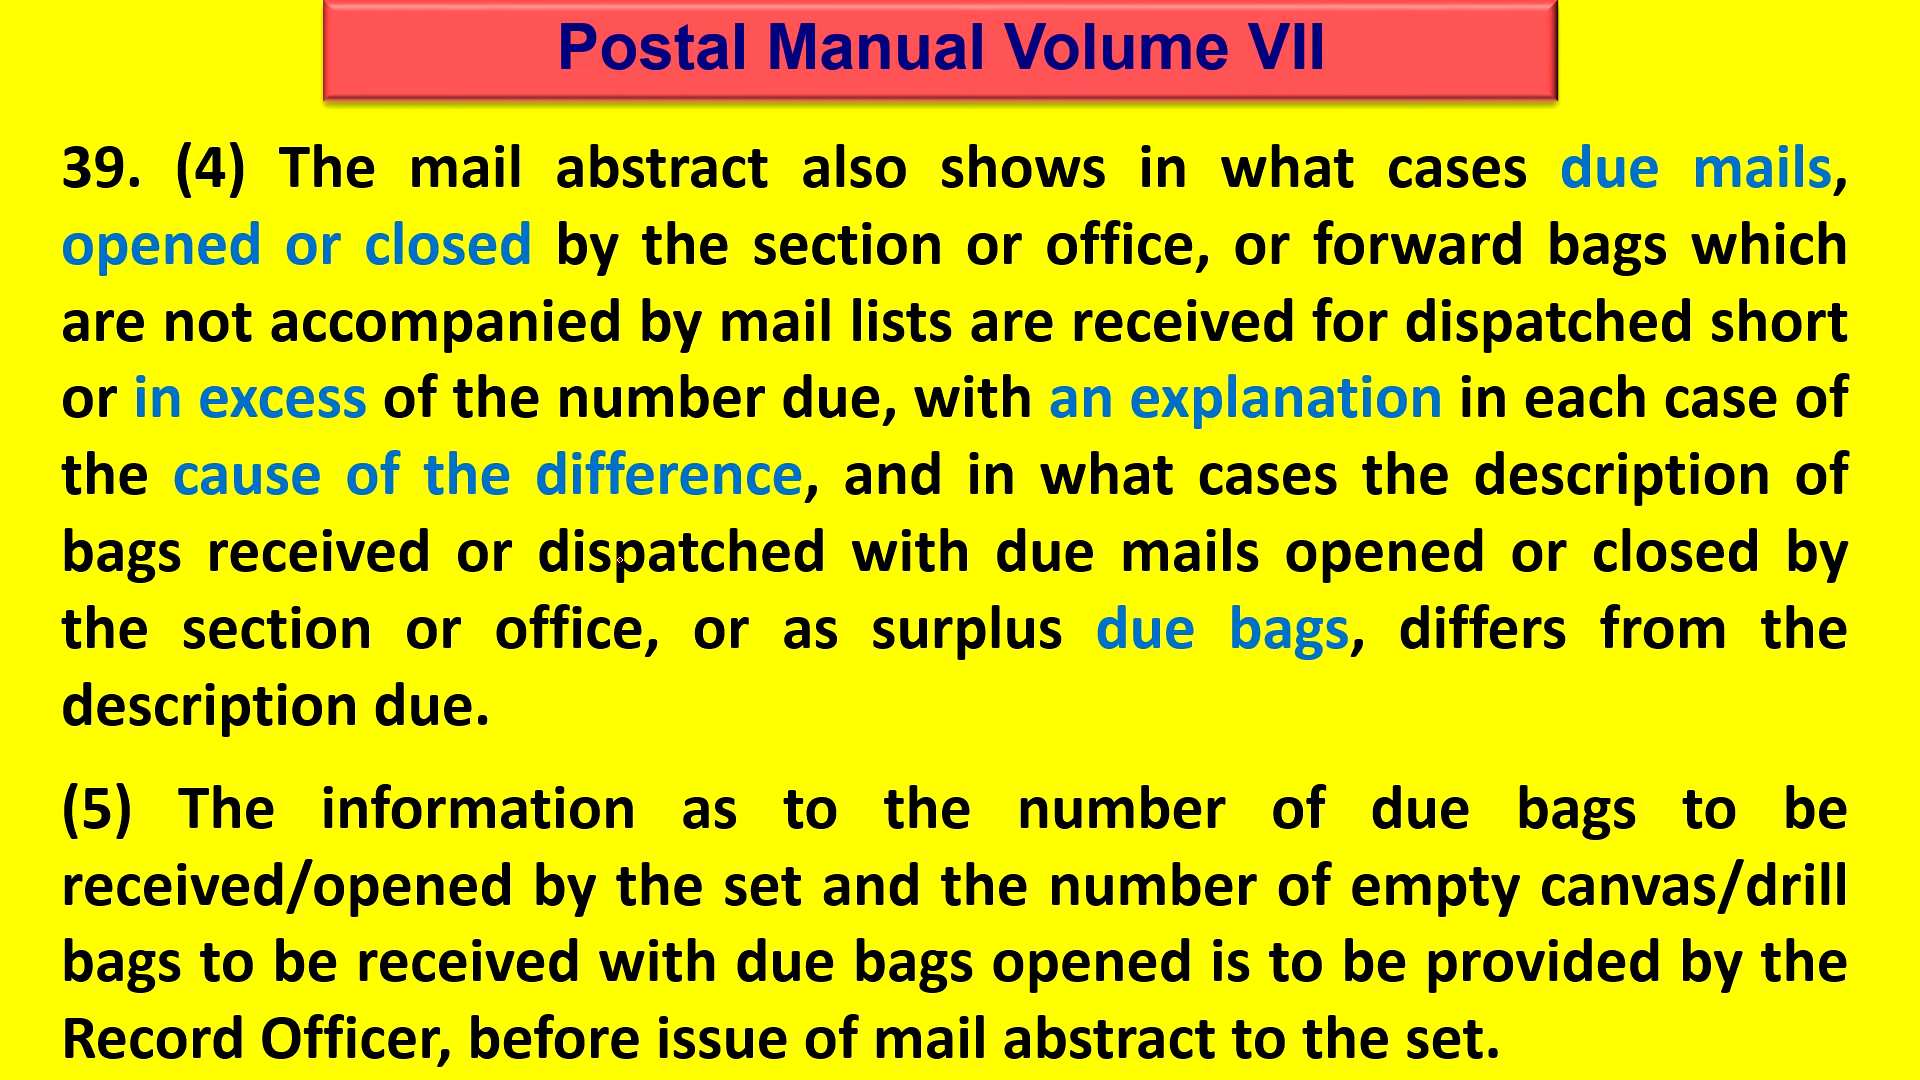 Postal Manual Volume VII
39. (4) The mail abstract also shows in what cases due mails,
opened or closed by the section or office, or forward bags which
are not accompanied by mail lists are received for dispatched short
or in excess of the number due, with an explanation in each case of
the cause of the difference, and in what cases the description of
bags received or dispatched with due mails opened or closed by
the section or office, or as surplus due bags, differs from the
description due.
(5) The information as to the number of due bags to be
received/opened by the set and the number of empty canvas/drill
bags to be received with due bags opened is to be provided by the
Record Officer, before issue of mail abstract to the set.